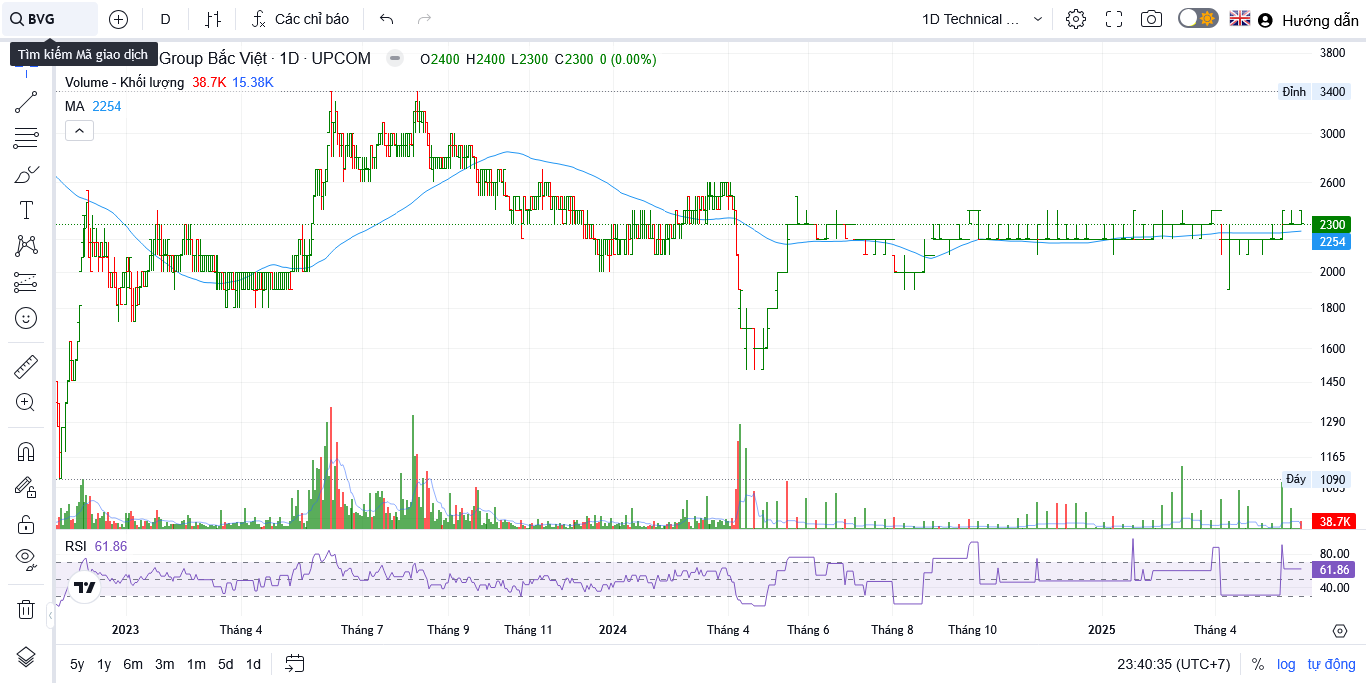 BVG D Các chỉ báo 1D Technical ... Hướng dẫn
Tìm kiếm Mã giao dịch
Group Bắc Việt · 1D · UPCOM O2400 H2400 L2300 C2300 0 (0.00%)
Volume - Khối lượng 38.7K 15.38K
MA 2254
3800
Đỉnh 3400
3000
2600
2300
2254
2000
1800
1600
1450
1290
1165
Đáy 1090
38.7K
RSI 61.86
80.00
61.86
40.00
2023 Tháng 4 Tháng 7 Tháng 9 Tháng 11 2024 Tháng 4 Tháng 6 Tháng 8 Tháng 10 2025 Tháng 4
5y 1y 6m 3m 1m 5d 1d 23:40:35 (UTC+7) % log tự động